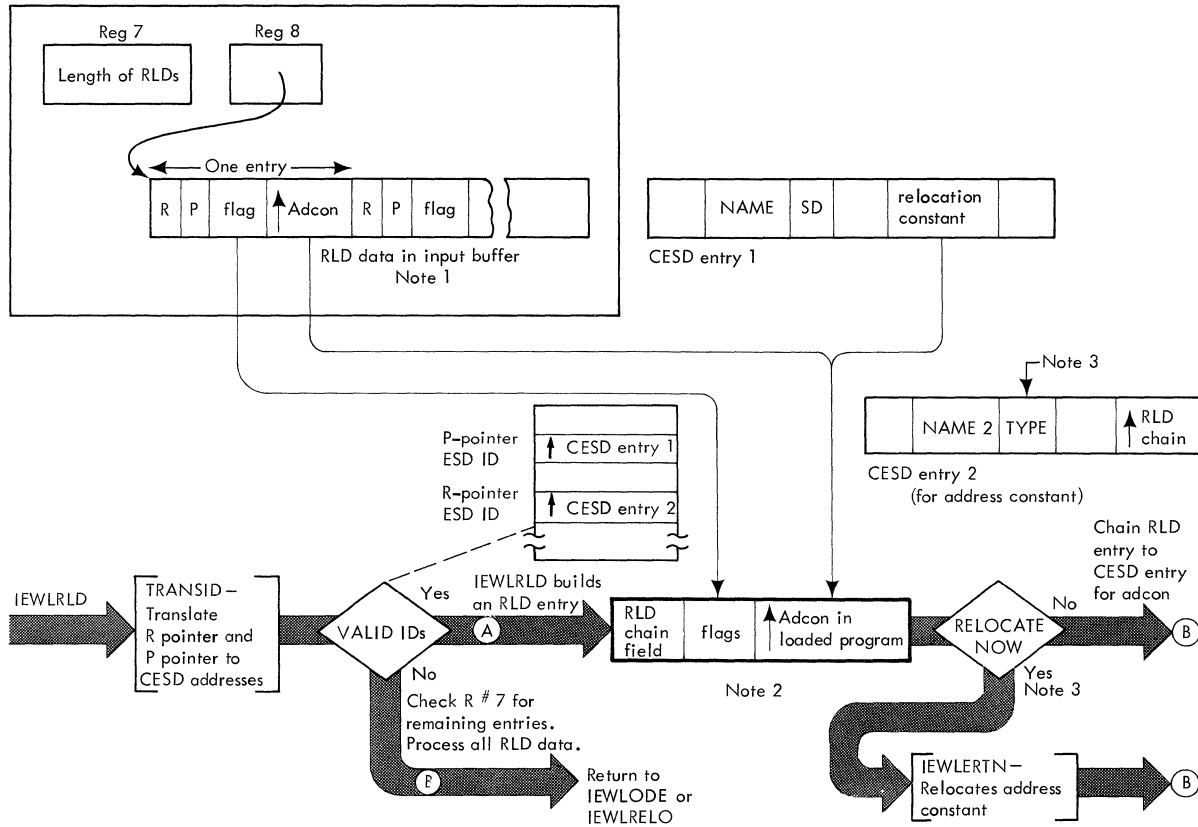 Reg 7
Reg 8
Length of RLDs
One entry
R P flag Adcon R P flag
RLD data in input buffer
Note 1
NAME SD relocation constant
CESD entry 1
Note 3
NAME 2 TYPE RLD chain
CESD entry 2
(for address constant)
P-pointer
ESD ID
CESD entry 1
R-pointer
ESD ID
CESD entry 2
IEWLRLD
TRANSID–
Translate
R pointer and
P pointer to
CESD addresses
VALID IDs
Yes
IEWLRLD builds
an RLD entry
A
RLD
chain
field
flags
Adcon in
loaded program
Note 2
RELOCATE
NOW
No
Chain RLD
entry to
CESD entry
for adcon
B
Yes
Note 3
IEWLERTN–
Relocates address
constant
B
No
Check R # 7 for
remaining entries.
Process all RLD data.
B
Return to
IEWLODE or
IEWLRELO